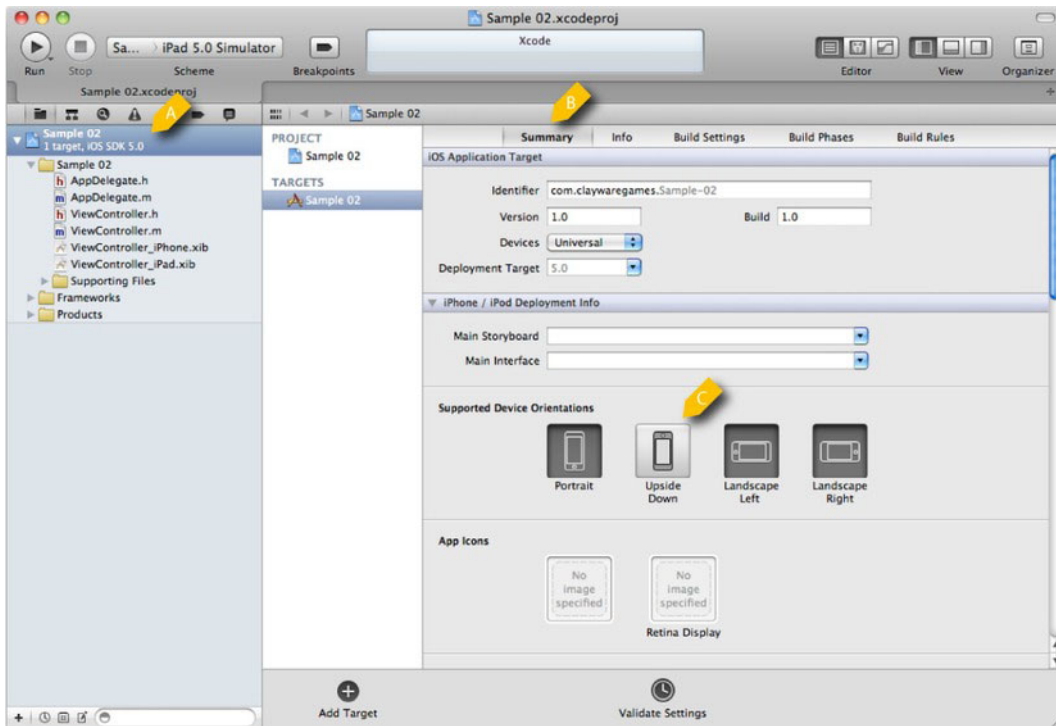 Sample 02.xcodeproj
Xcode
Sa... iPad 5.0 Simulator
Run Stop Scheme Breakpoints Editor View Organizer
Sample 02.xcodeproj
+
A
B
Sample 02
Sample 02
1 target, iOS SDK 5.0
Sample 02
h AppDelegate.h
m AppDelegate.m
h ViewController.h
m ViewController.m
ViewController_iPhone.xib
ViewController_iPad.xib
Supporting Files
Frameworks
Products
PROJECT
Sample 02
TARGETS
Sample 02
Summary Info Build Settings Build Phases Build Rules
iOS Application Target
Identifier com.claywaregames.Sample-02
Version 1.0 Build 1.0
Devices Universal
Deployment Target 5.0
iPhone / iPod Deployment Info
Main Storyboard
Main Interface
C
Supported Device Orientations
Portrait
Upside
Down
Landscape
Left
Landscape
Right
App Icons
No
image
specified
No
image
specified
Retina Display
Add Target
Validate Settings
+